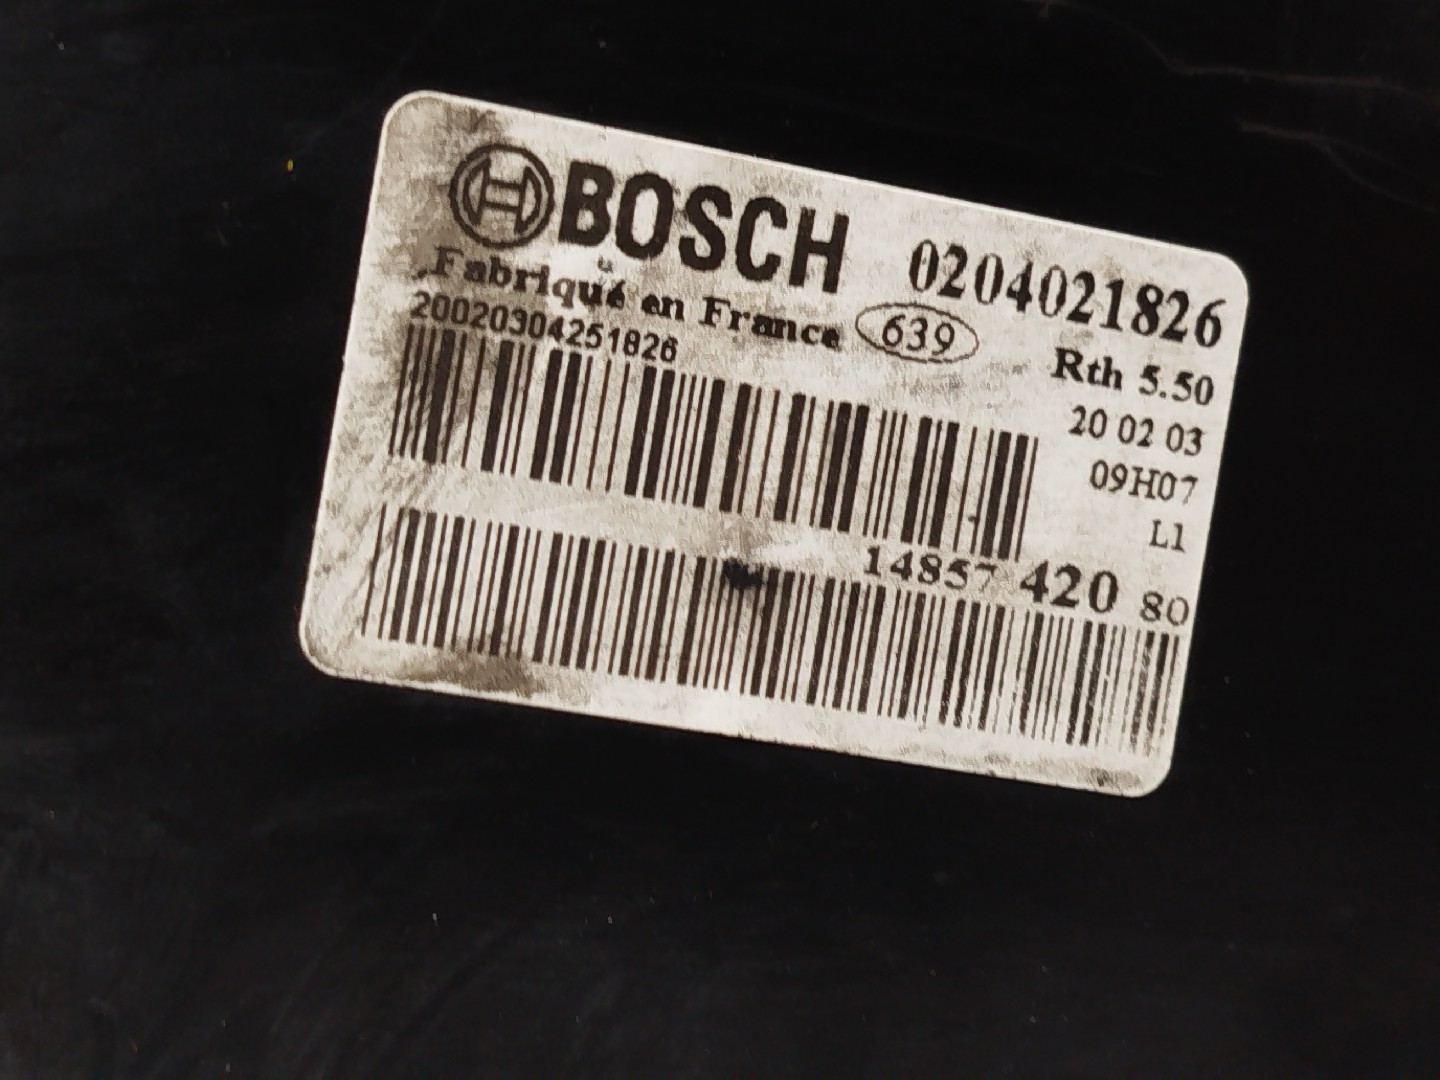 BOSCH 0204021826
Fabriqué en France 639
Rth 5.50
20020304251826
20 02 03
09H07
L1
14857 420 80